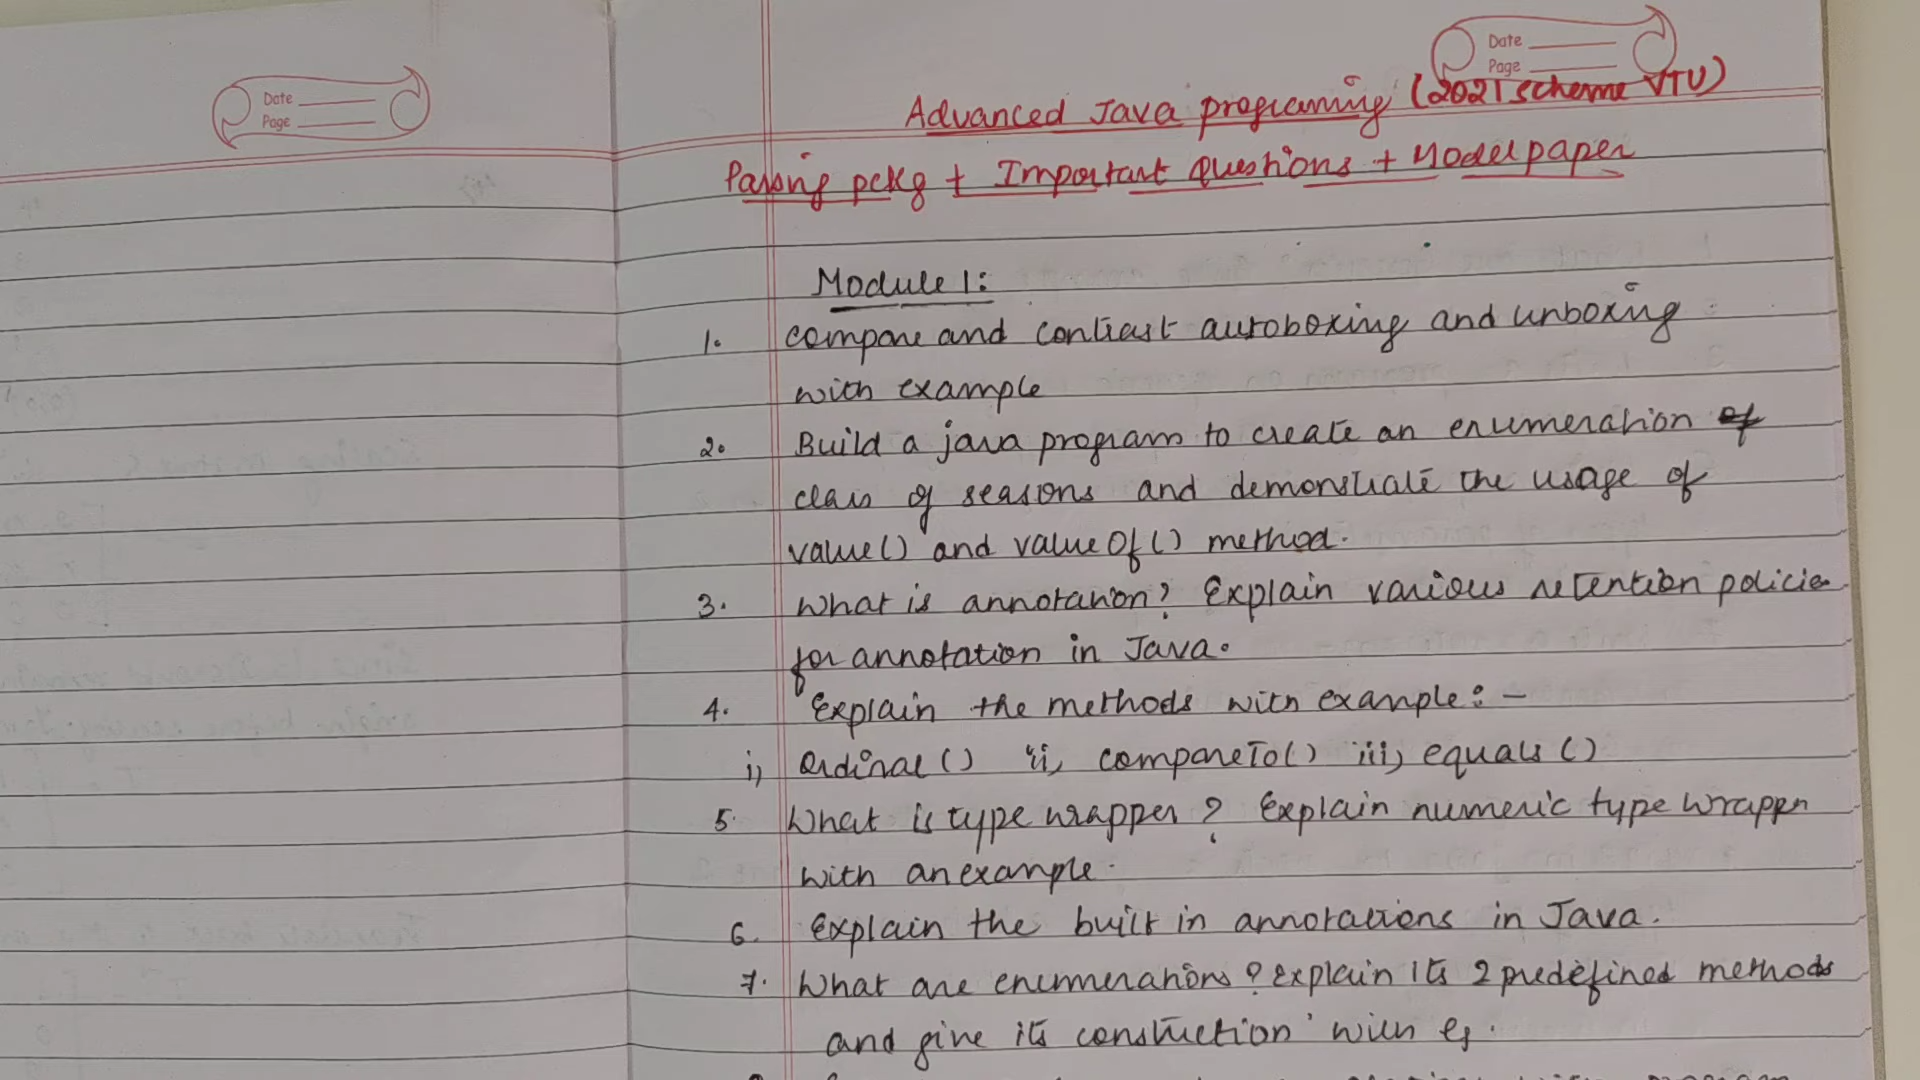 Date
Page
Date
Page
Advanced Java programing (2021 scheme VTU)
Passing pckg + Important Questions + Model paper
Module 1:
1. compare and contrast autoboxing and unboxing
with example
2. Build a java program to create an enumeration of
class of seasons and demonstrate the usage of
value() and valueOf() method.
3. What is annotation? Explain various retention policie
for annotation in Java.
4. Explain the methods with example: -
i) ordinal() ii, compareTo() iii) equals()
5. What is type wrapper? Explain numeric type wrapper
with an example.
6. Explain the built in annotations in Java.
7. What are enumerations? explain its 2 predefined methods
and give its construction with eg.